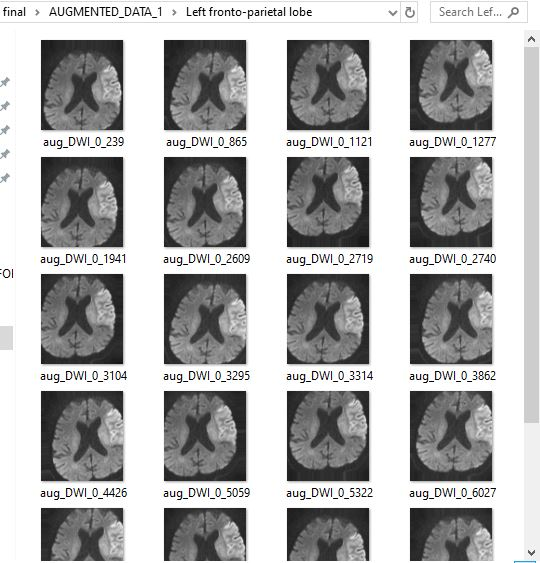 final > AUGMENTED_DATA_1 > Left fronto-parietal lobe
Search Lef...
aug_DWI_0_239
aug_DWI_0_865
aug_DWI_0_1121
aug_DWI_0_1277
aug_DWI_0_1941
aug_DWI_0_2609
aug_DWI_0_2719
aug_DWI_0_2740
FOI
aug_DWI_0_3104
aug_DWI_0_3295
aug_DWI_0_3314
aug_DWI_0_3862
aug_DWI_0_4426
aug_DWI_0_5059
aug_DWI_0_5322
aug_DWI_0_6027